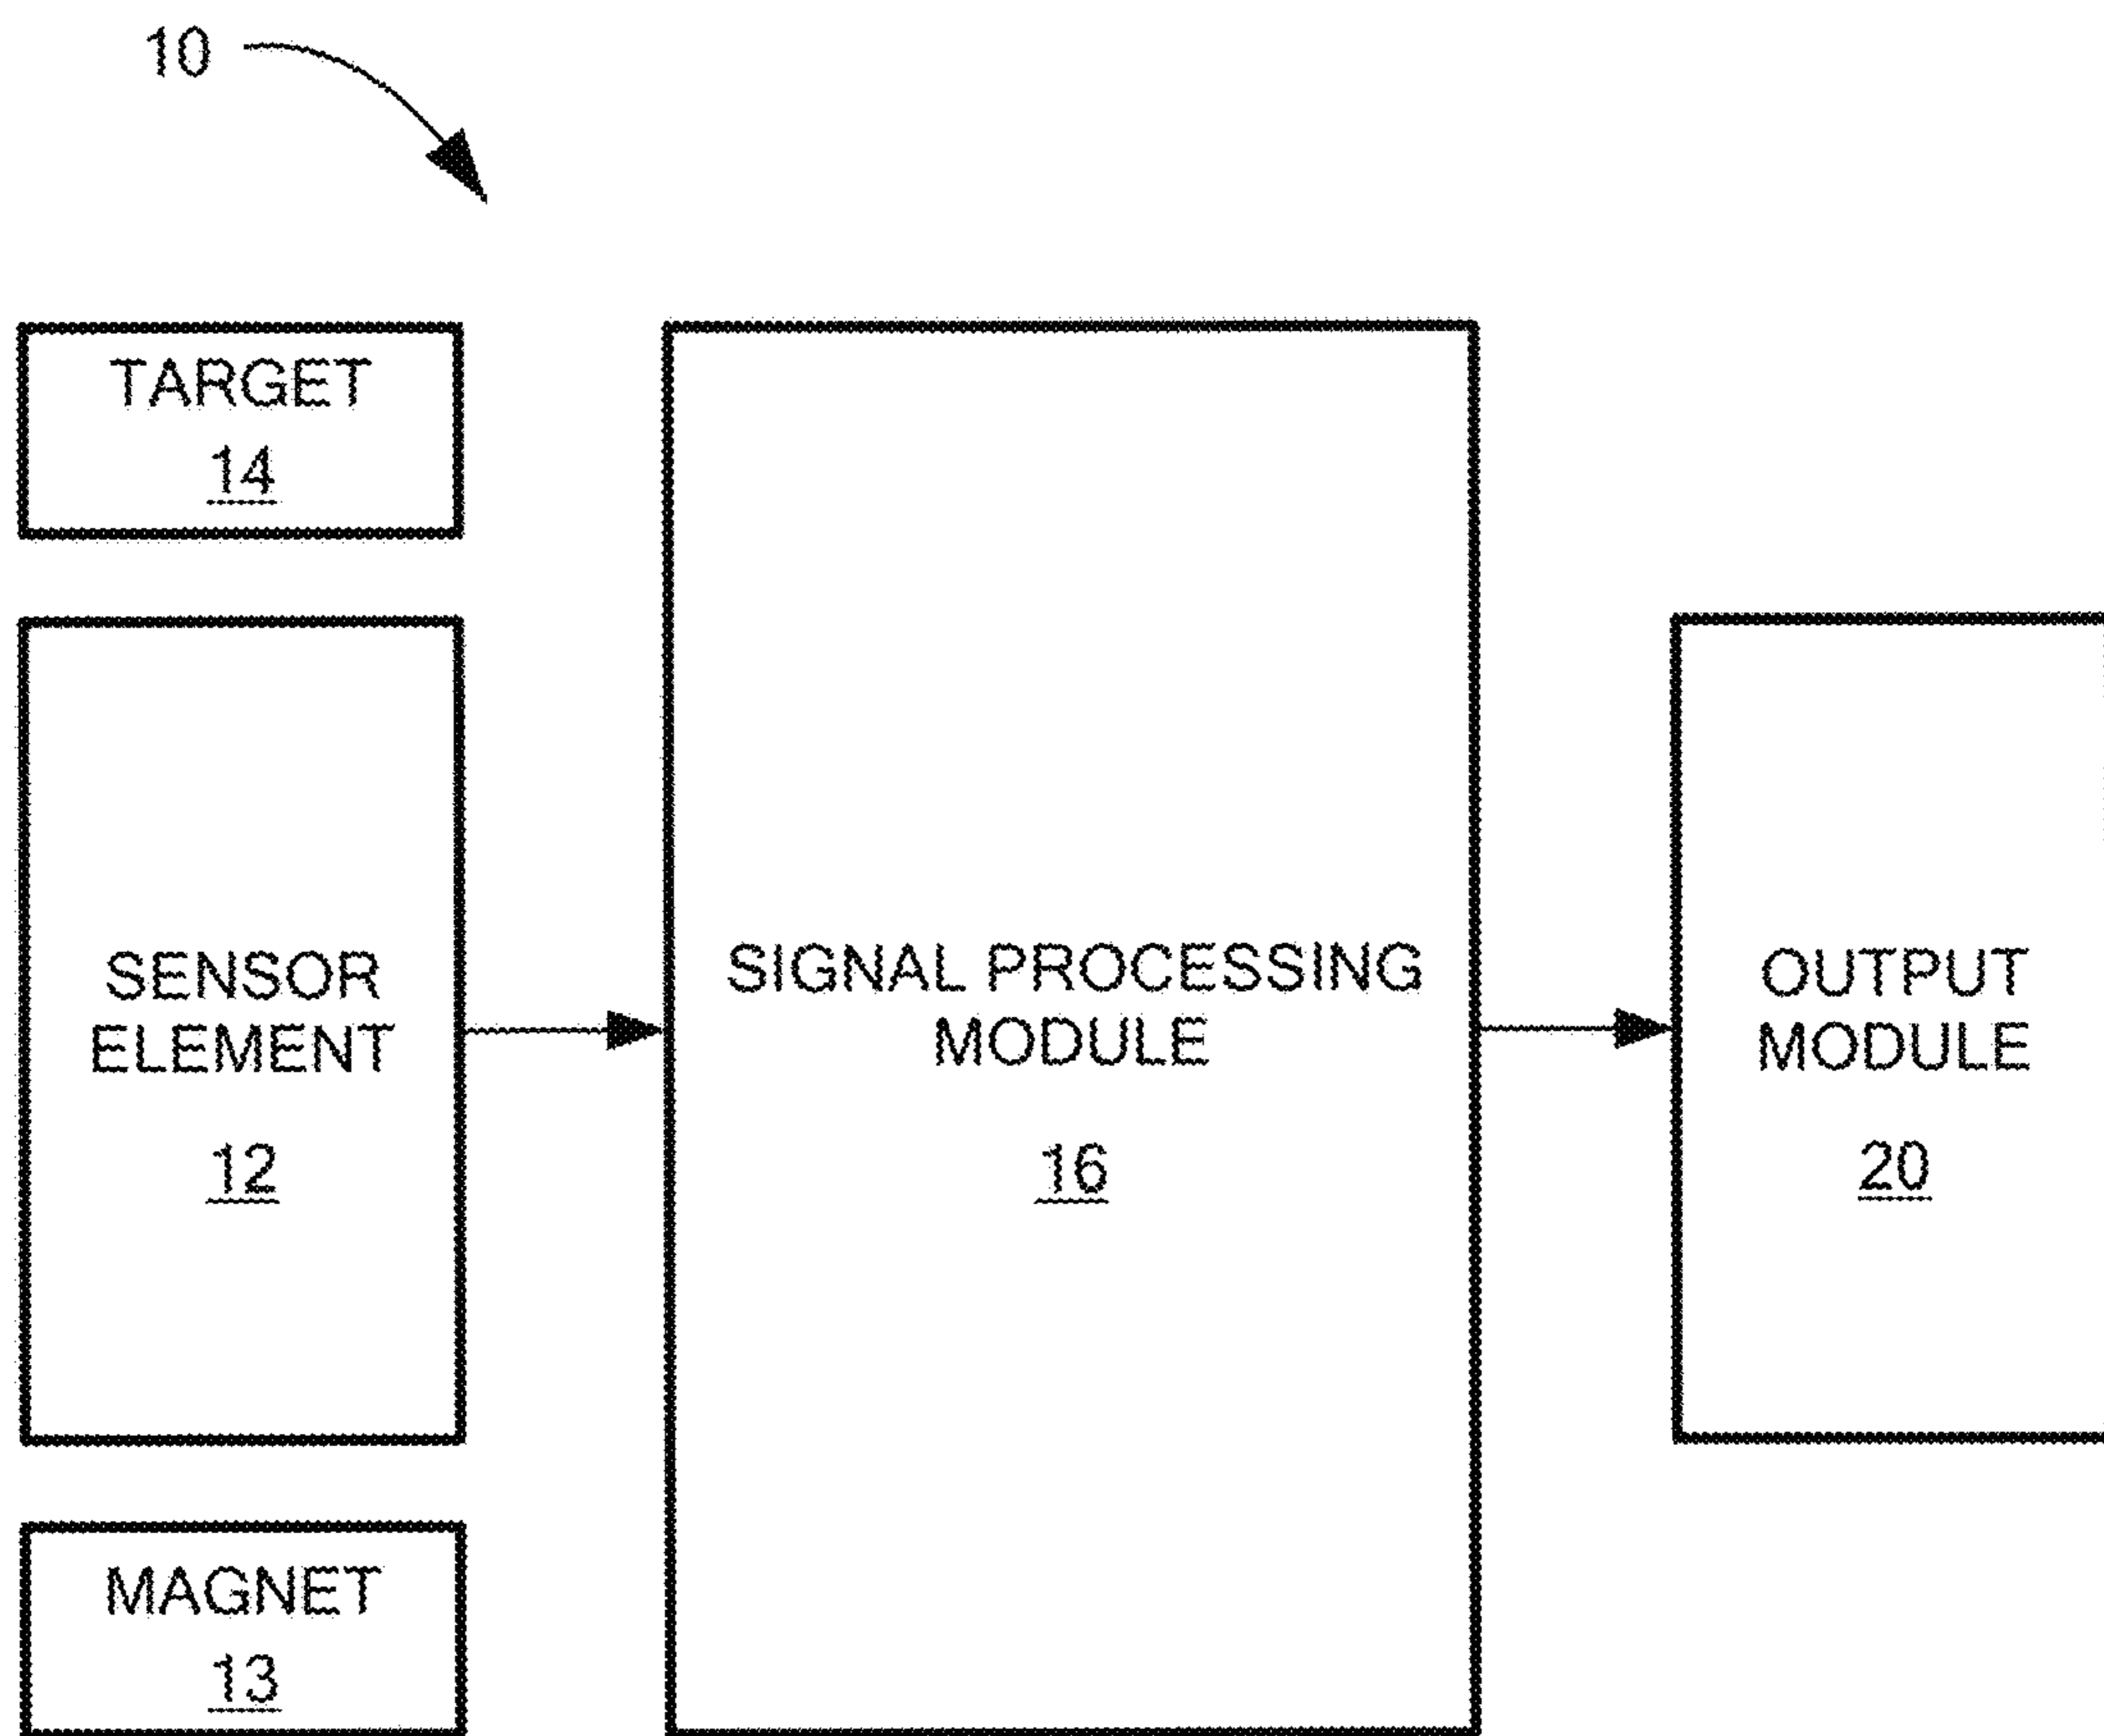 10
TARGET
14
SENSOR
ELEMENT
12
MAGNET
13
SIGNAL PROCESSING
MODULE
16
OUTPUT
MODULE
20